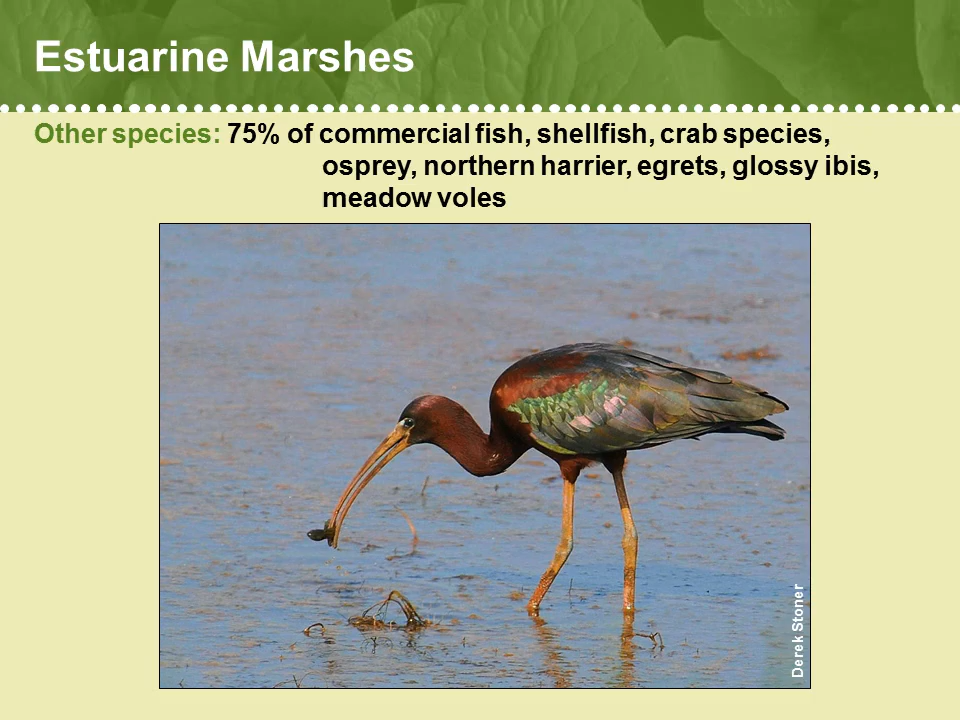 Estuarine Marshes
Other species: 75% of commercial fish, shellfish, crab species,
osprey, northern harrier, egrets, glossy ibis,
meadow voles
Derek Stoner